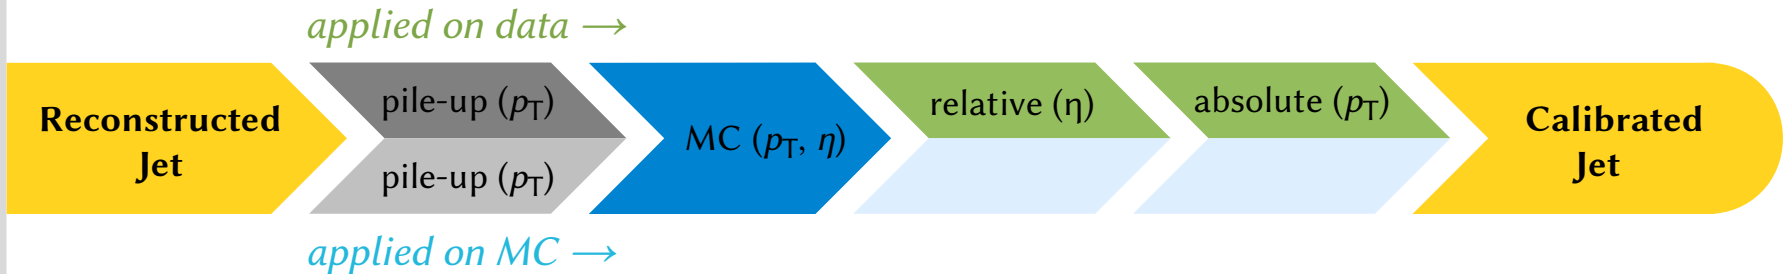 applied on data →
Reconstructed
Jet
pile-up (pT)
pile-up (pT)
MC (pT, η)
relative (η)
absolute (pT)
Calibrated
Jet
applied on MC →